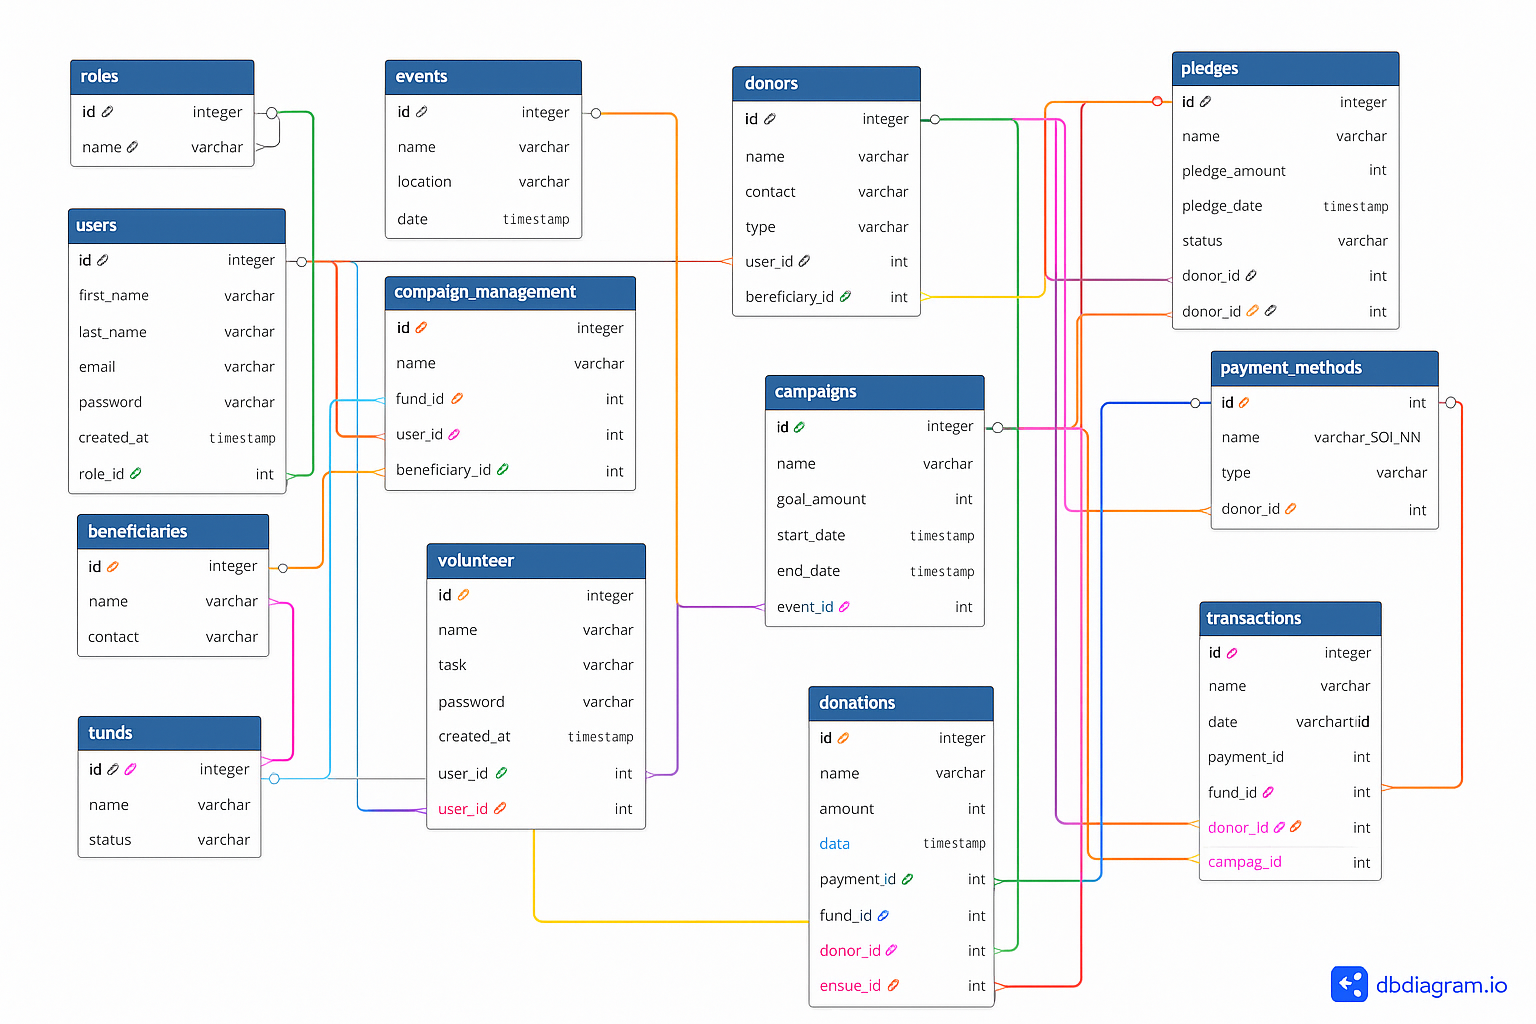 roles
id integer
name varchar
events
id integer
name varchar
location varchar
date timestamp
donors
id integer
name varchar
contact varchar
type varchar
user_id int
bereficiary_id int
pledges
id integer
name varchar
pledge_amount int
pledge_date timestamp
status varchar
donor_id int
donor_id int
users
id integer
first_name varchar
last_name varchar
email varchar
password varchar
created_at timestamp
role_id int
compaign_management
id integer
name varchar
fund_id int
user_id int
beneficiary_id int
campaigns
id integer
name varchar
goal_amount int
start_date timestamp
end_date timestamp
event_id int
payment_methods
id int
name varchar_SOI_NN
type varchar
donor_id int
beneficiaries
id integer
name varchar
contact varchar
volunteer
id integer
name varchar
task varchar
password varchar
created_at timestamp
user_id int
user_id int
transactions
id integer
name varchar
date varchartiid
payment_id int
fund_id int
donor_id int
campag_id int
tunds
id integer
name varchar
status varchar
donations
id integer
name varchar
amount int
data timestamp
payment_id int
fund_id int
donor_id int
ensue_id int
dbdiagram.io